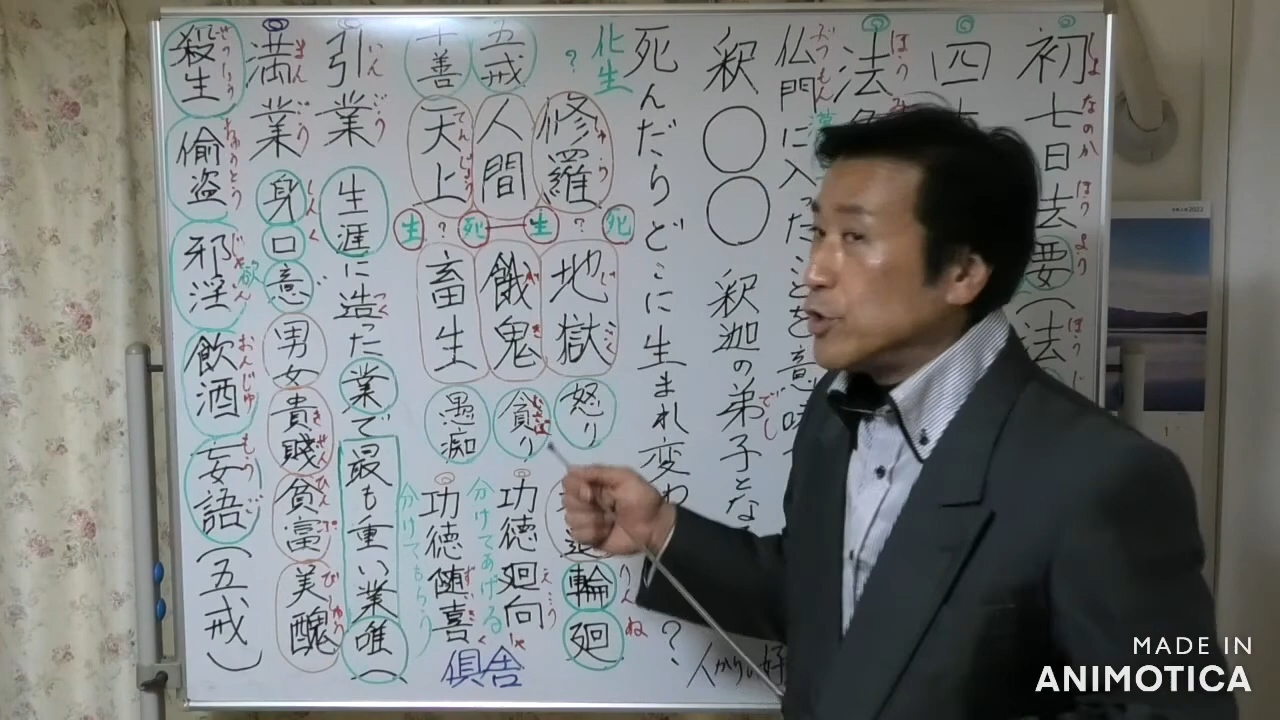 初七日法要(法
四
法
仏門に入ったことを意味
釈〇〇 釈迦の弟子とな
死んだらどこに生まれ変わ ?
化生 ? 修羅 ? 地獄 怒り 輪廻
五戒 人間 餓鬼 貪り 功徳廻向
十善 天上 ? 畜生 愚痴 功徳随喜
死 生 死 生
分けてあげる
分けてもらう
倶舎
引業 生涯に造った業で最も重い業唯一
満業 身口意 男女 貴賤 貧富 美醜
殺生 偸盗 邪淫 飲酒 妄語(五戒)
MADE IN
ANIMOTICA